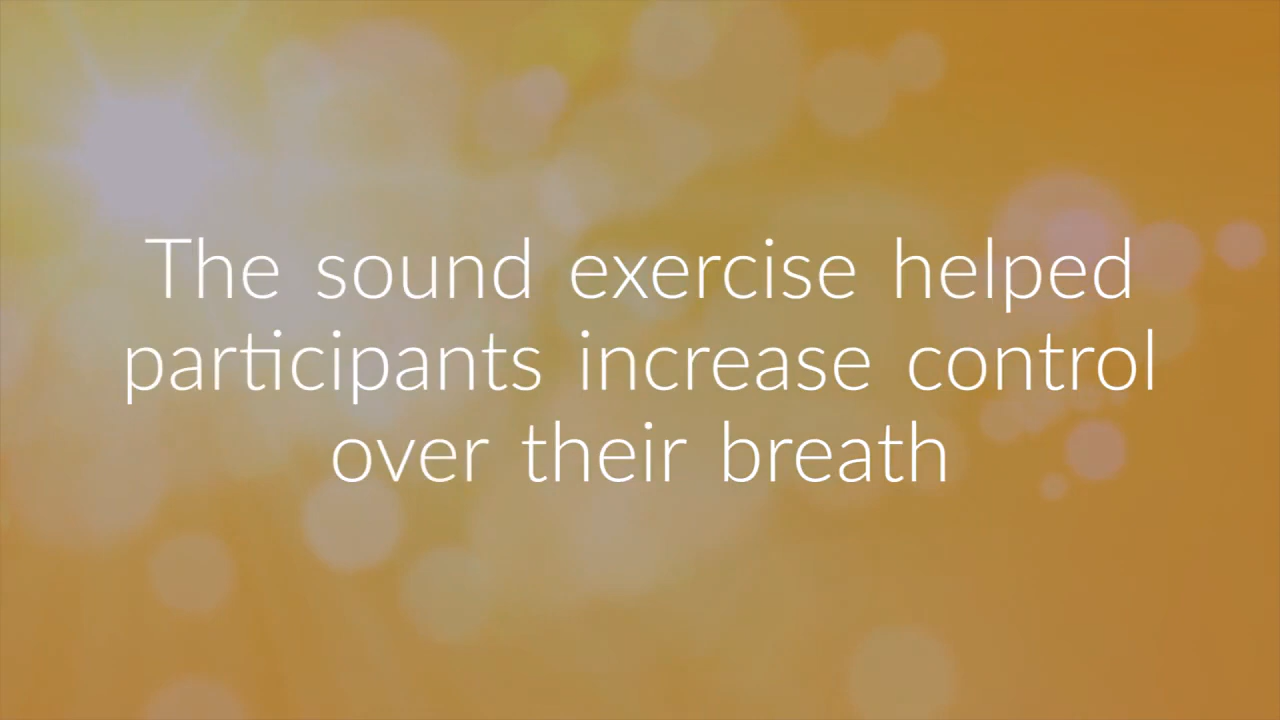 The sound exercise helped
participants increase control
over their breath